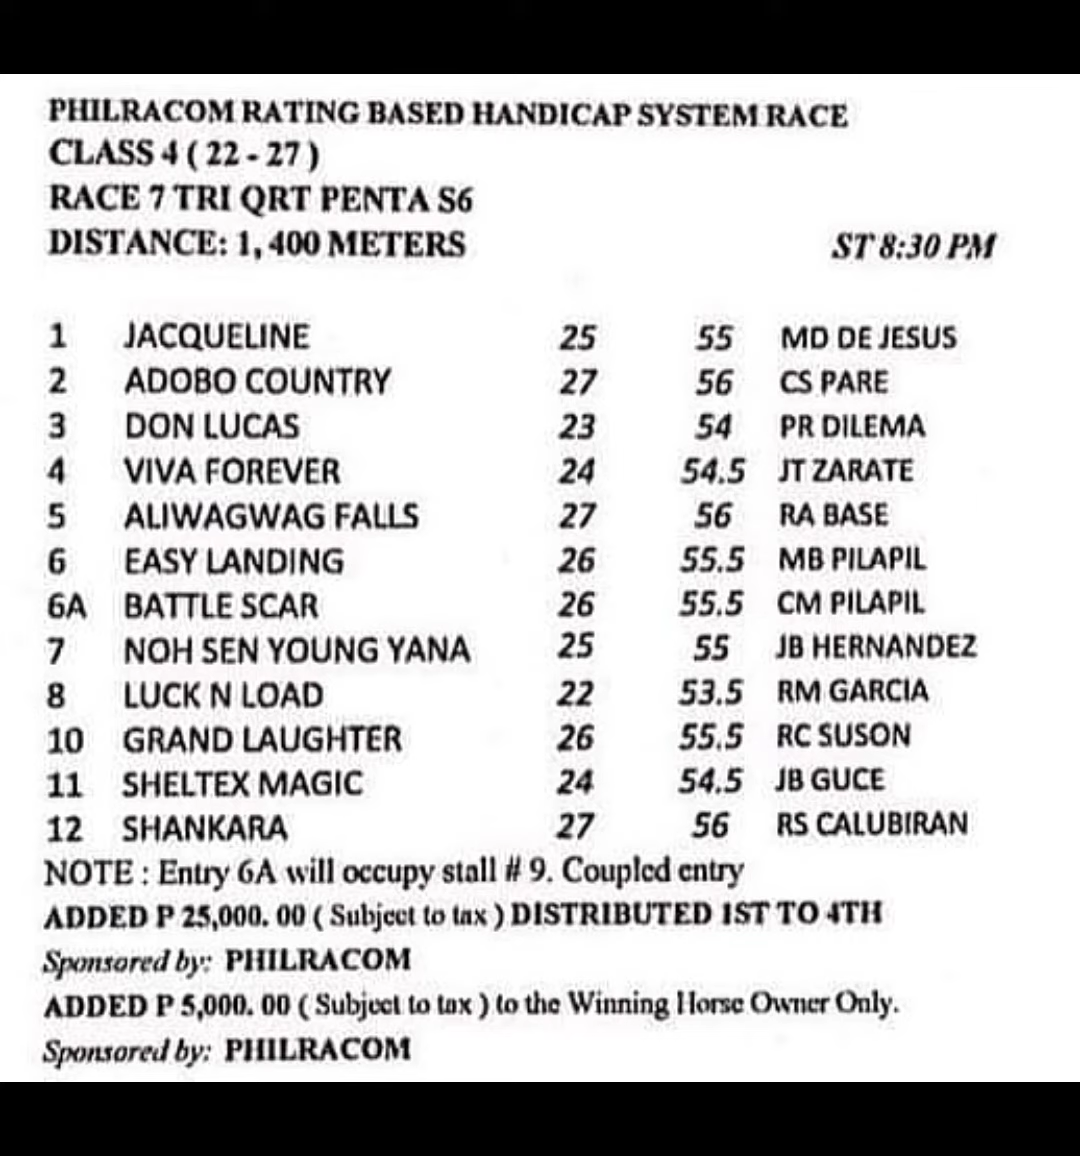 PHILRACOM RATING BASED HANDICAP SYSTEM RACE
CLASS 4 ( 22 - 27 )
RACE 7 TRI QRT PENTA S6
DISTANCE: 1, 400 METERS ST 8:30 PM
1 JACQUELINE 25 55 MD DE JESUS
2 ADOBO COUNTRY 27 56 CS PARE
3 DON LUCAS 23 54 PR DILEMA
4 VIVA FOREVER 24 54.5 JT ZARATE
5 ALIWAGWAG FALLS 27 56 RA BASE
6 EASY LANDING 26 55.5 MB PILAPIL
6A BATTLE SCAR 26 55.5 CM PILAPIL
7 NOH SEN YOUNG YANA 25 55 JB HERNANDEZ
8 LUCK N LOAD 22 53.5 RM GARCIA
10 GRAND LAUGHTER 26 55.5 RC SUSON
11 SHELTEX MAGIC 24 54.5 JB GUCE
12 SHANKARA 27 56 RS CALUBIRAN
NOTE : Entry 6A will occupy stall # 9. Coupled entry
ADDED P 25,000. 00 ( Subject to tax ) DISTRIBUTED 1ST TO 4TH
Sponsored by: PHILRACOM
ADDED P 5,000. 00 ( Subject to tax ) to the Winning Horse Owner Only.
Sponsored by: PHILRACOM